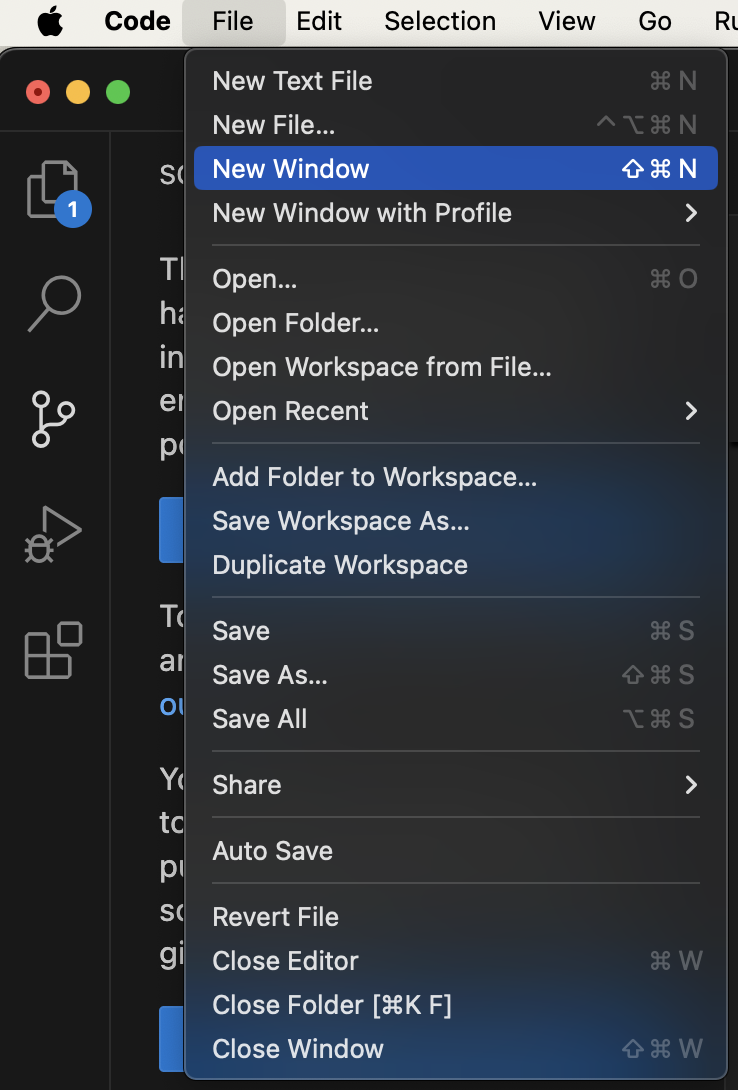 Code File Edit Selection View Go
1
New Text File ⌘ N
New File... ^⌥⌘ N
New Window ⇧⌘ N
New Window with Profile
Open... ⌘ O
Open Folder...
Open Workspace from File...
Open Recent
Add Folder to Workspace...
Save Workspace As...
Duplicate Workspace
Save ⌘ S
Save As... ⇧⌘ S
Save All ⌥⌘ S
Share
Auto Save
Revert File
Close Editor ⌘ W
Close Folder [⌘K F]
Close Window ⇧⌘ W